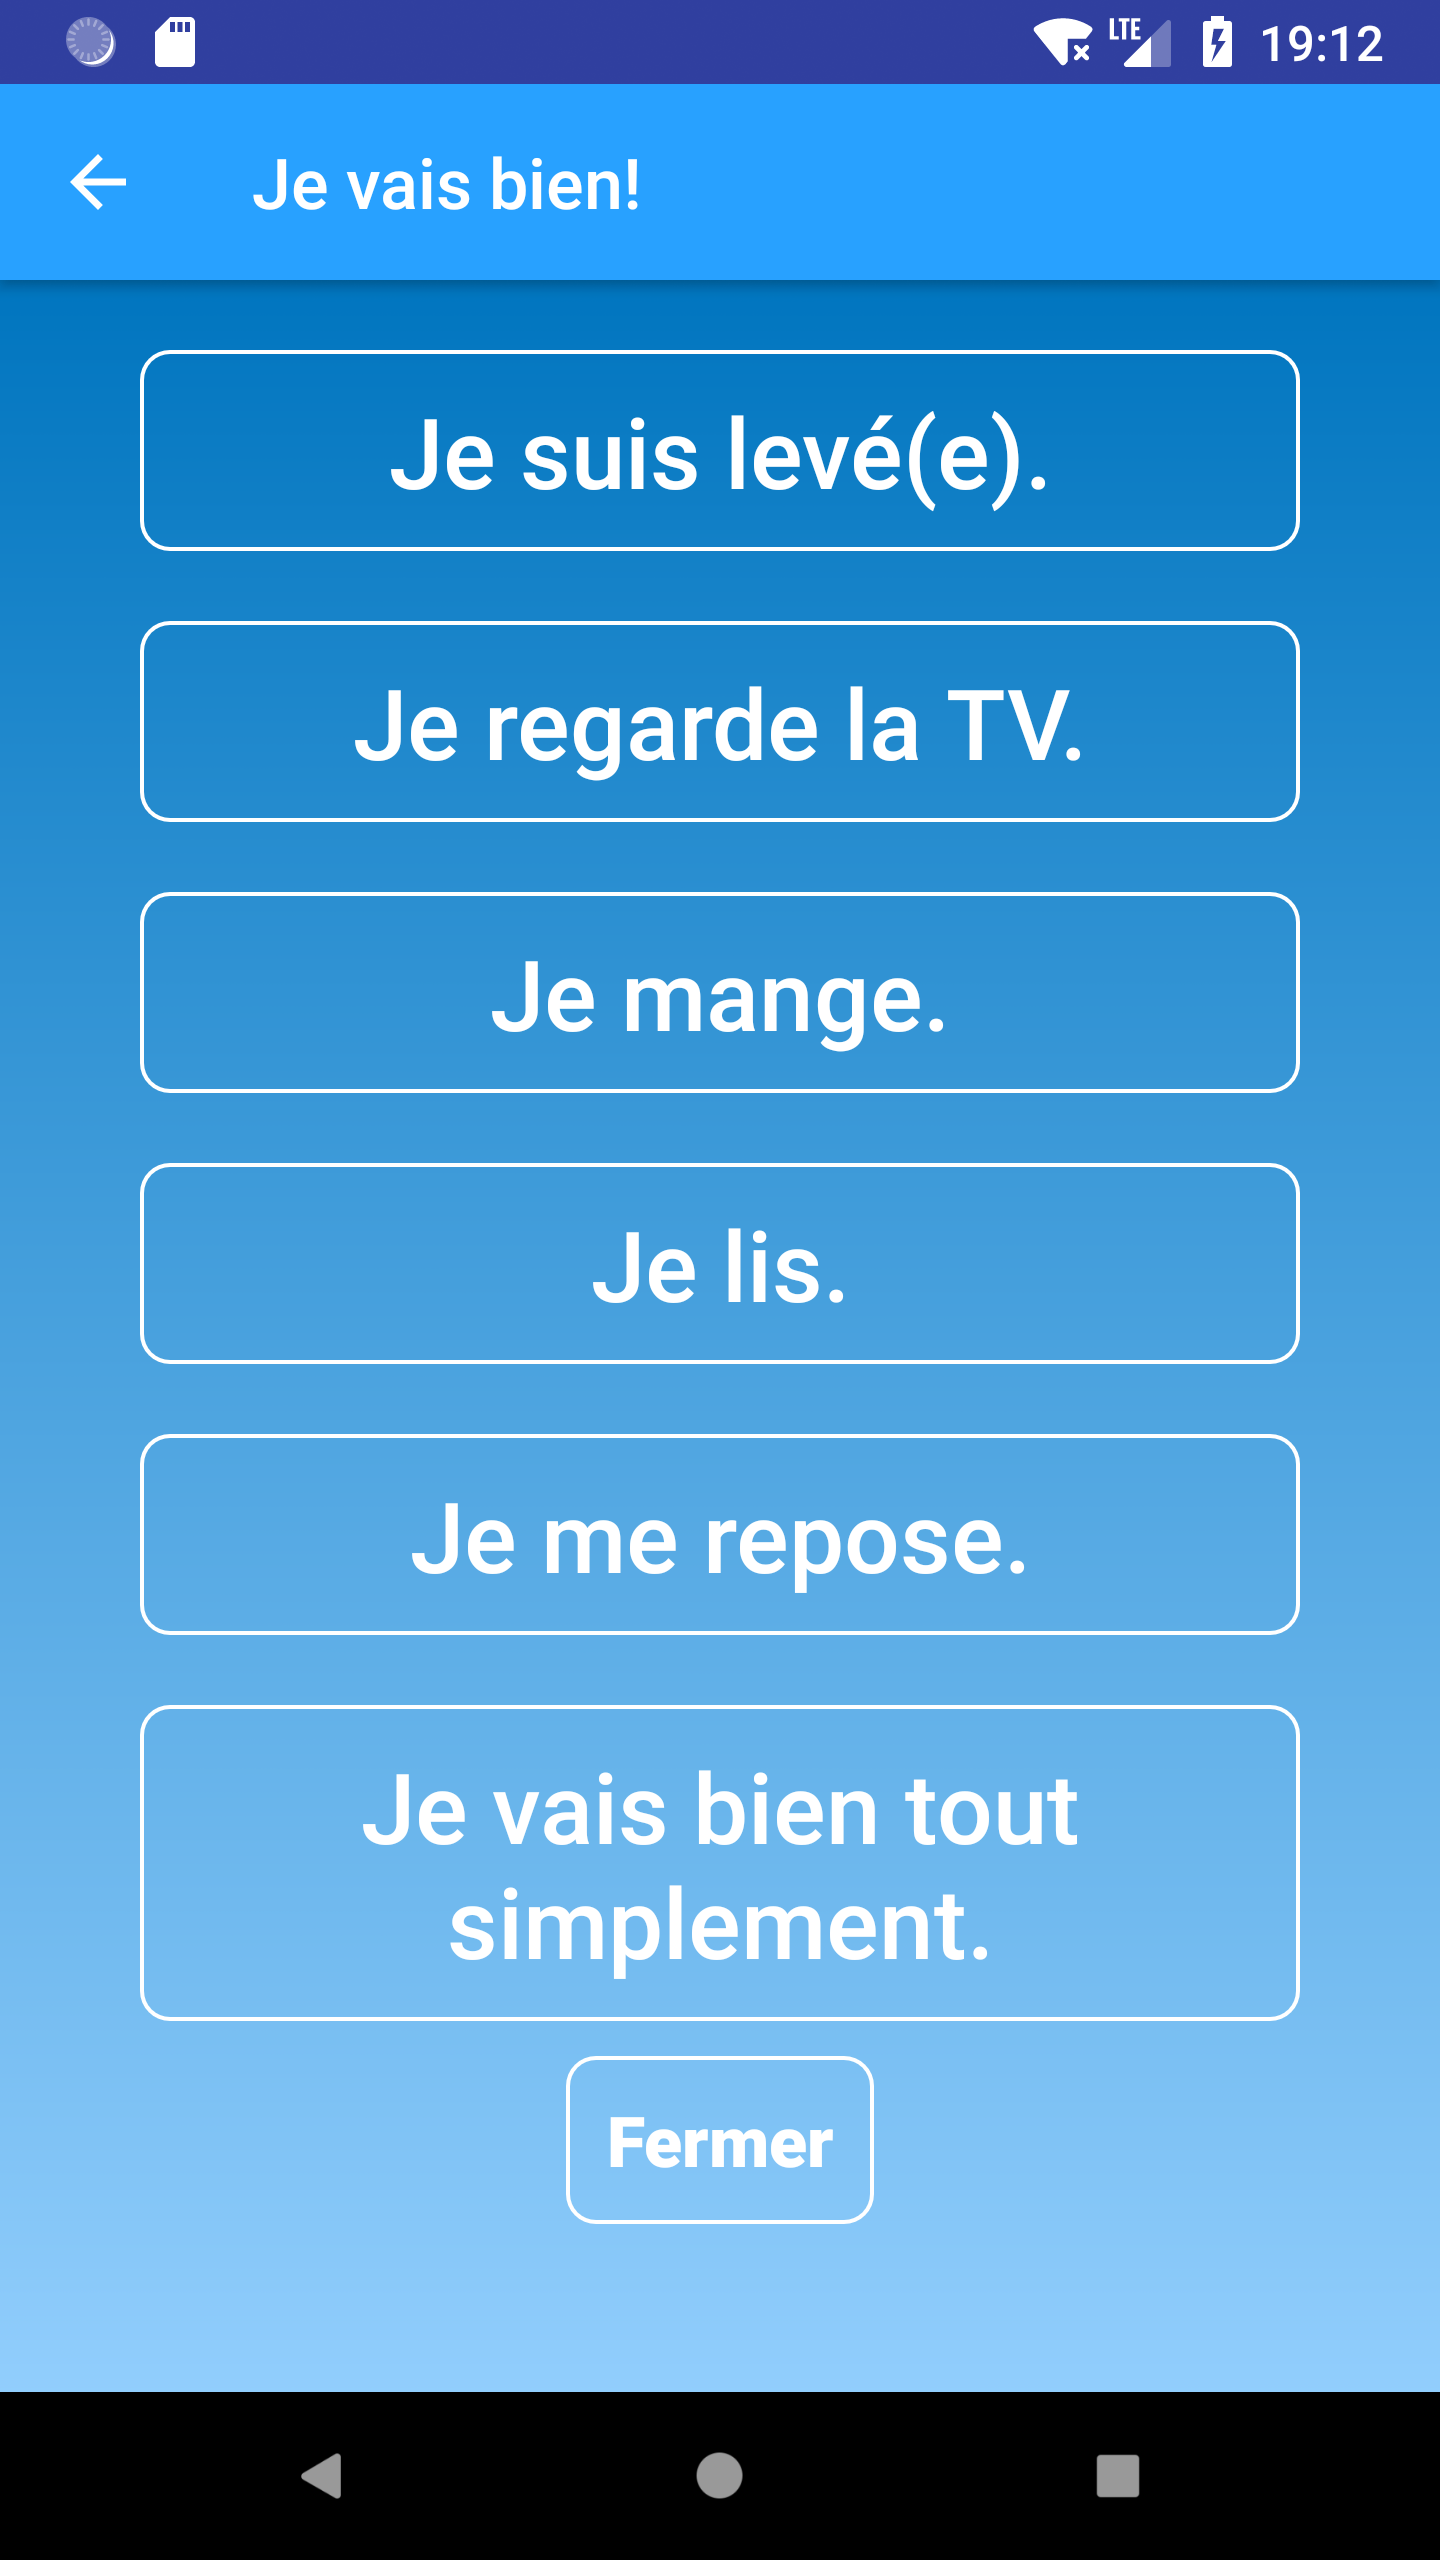 LTE 19:12
Je vais bien!
Je suis levé(e).
Je regarde la TV.
Je mange.
Je lis.
Je me repose.
Je vais bien tout
simplement.
Fermer